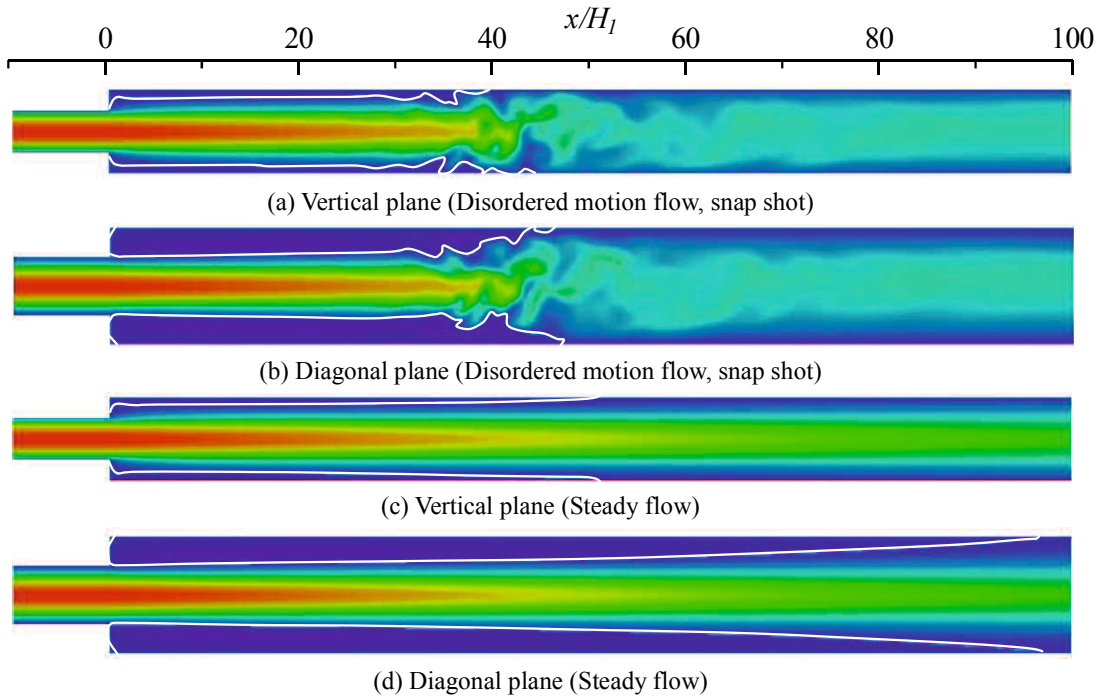 x/H1
0 20 40 60 80 100
(a) Vertical plane (Disordered motion flow, snap shot)
(b) Diagonal plane (Disordered motion flow, snap shot)
(c) Vertical plane (Steady flow)
(d) Diagonal plane (Steady flow)